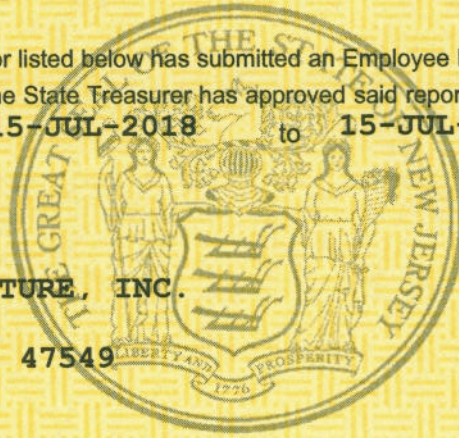 or listed below has submitted an Employee
he State Treasurer has approved said repor
15-JUL-2018 to 15-JUL-
TURE, INC.
47549
THE GREAT SEAL OF THE STATE OF NEW JERSEY
LIBERTY AND PROSPERITY
1776